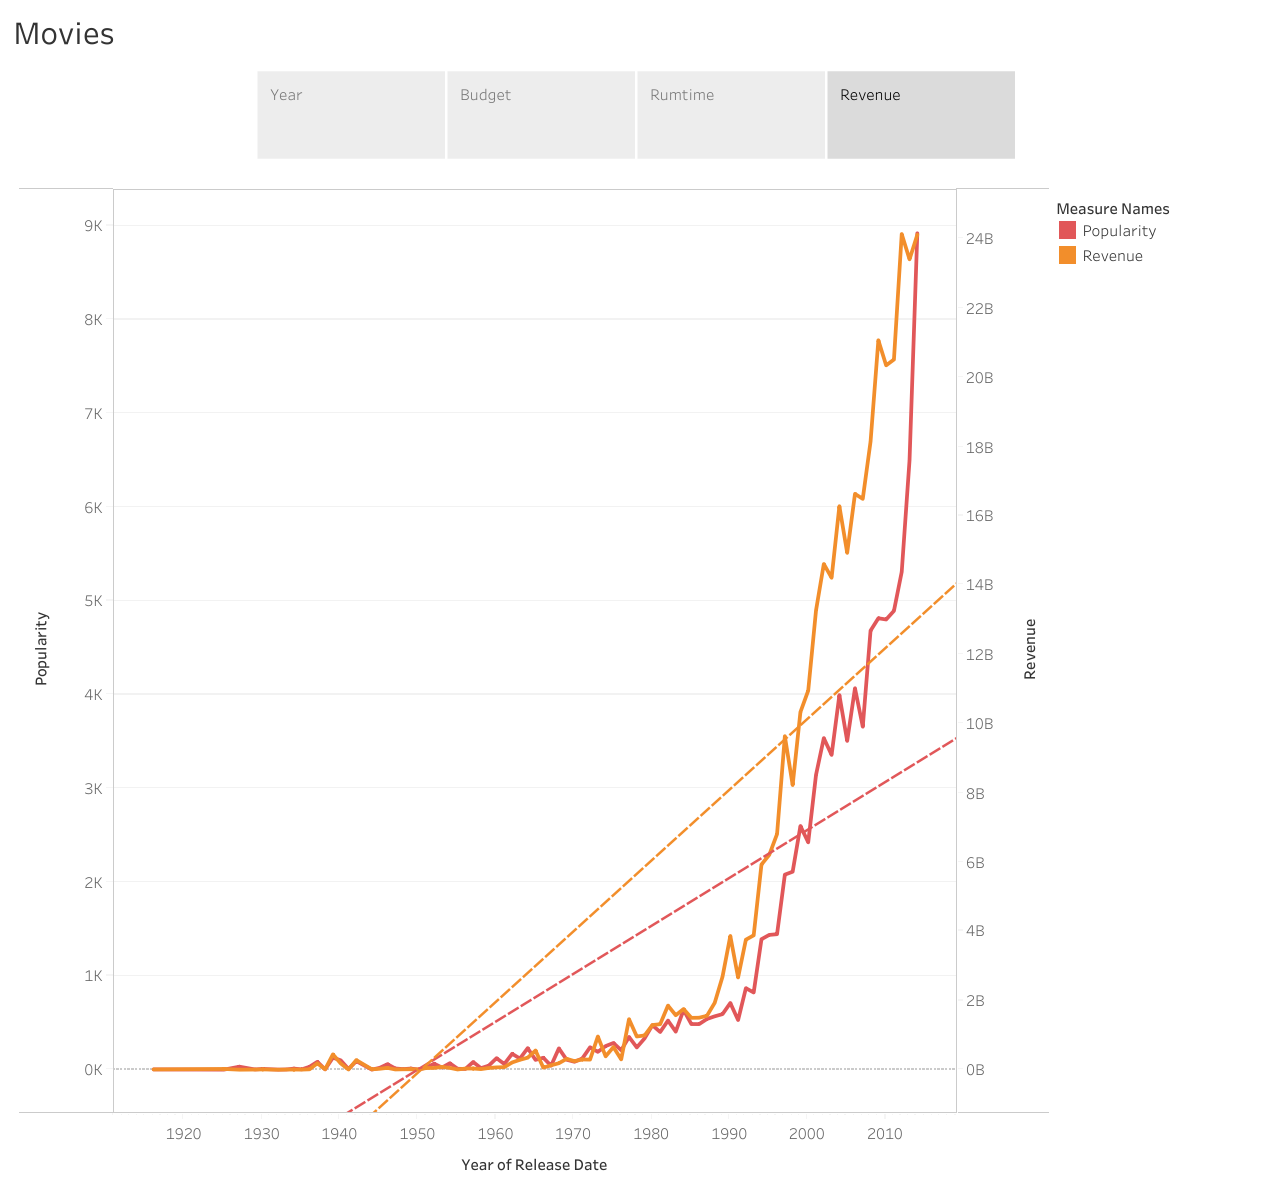 Movies
Year
Budget
Rumtime
Revenue
Measure Names
Popularity
Revenue
9K
8K
7K
6K
5K
4K
3K
2K
1K
0K
Popularity
24B
22B
20B
18B
16B
14B
12B
10B
8B
6B
4B
2B
0B
Revenue
1920 1930 1940 1950 1960 1970 1980 1990 2000 2010
Year of Release Date